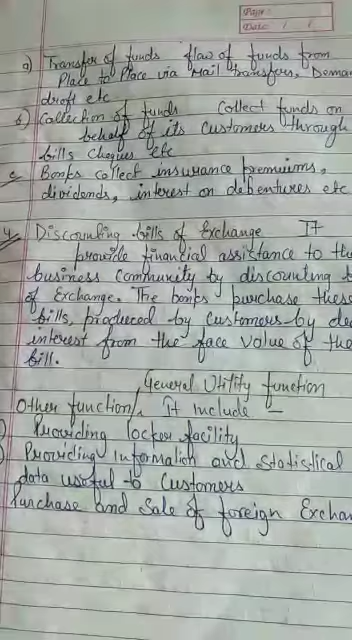 Page:
Date: / /
a) Transfer of funds flow of funds from
Place to Place via Mail transfers, Deman
draft etc
b) Collection of funds Collect funds on
behalf of its customers through
bills cheques etc
c Banks collect insurance premiums,
dividends, interest on debentures etc
4. Discounting bills of Exchange It
provide financial assistance to the
business community by discounting b
of Exchange. The banks purchase these
bills, produced by customers by de
interest from the face value of the
bill.
General Utility function
Other function/ It include -
Providing locker facility
Providing Information and Statistical
data useful to customers
Purchase and Sale of foreign Exchan